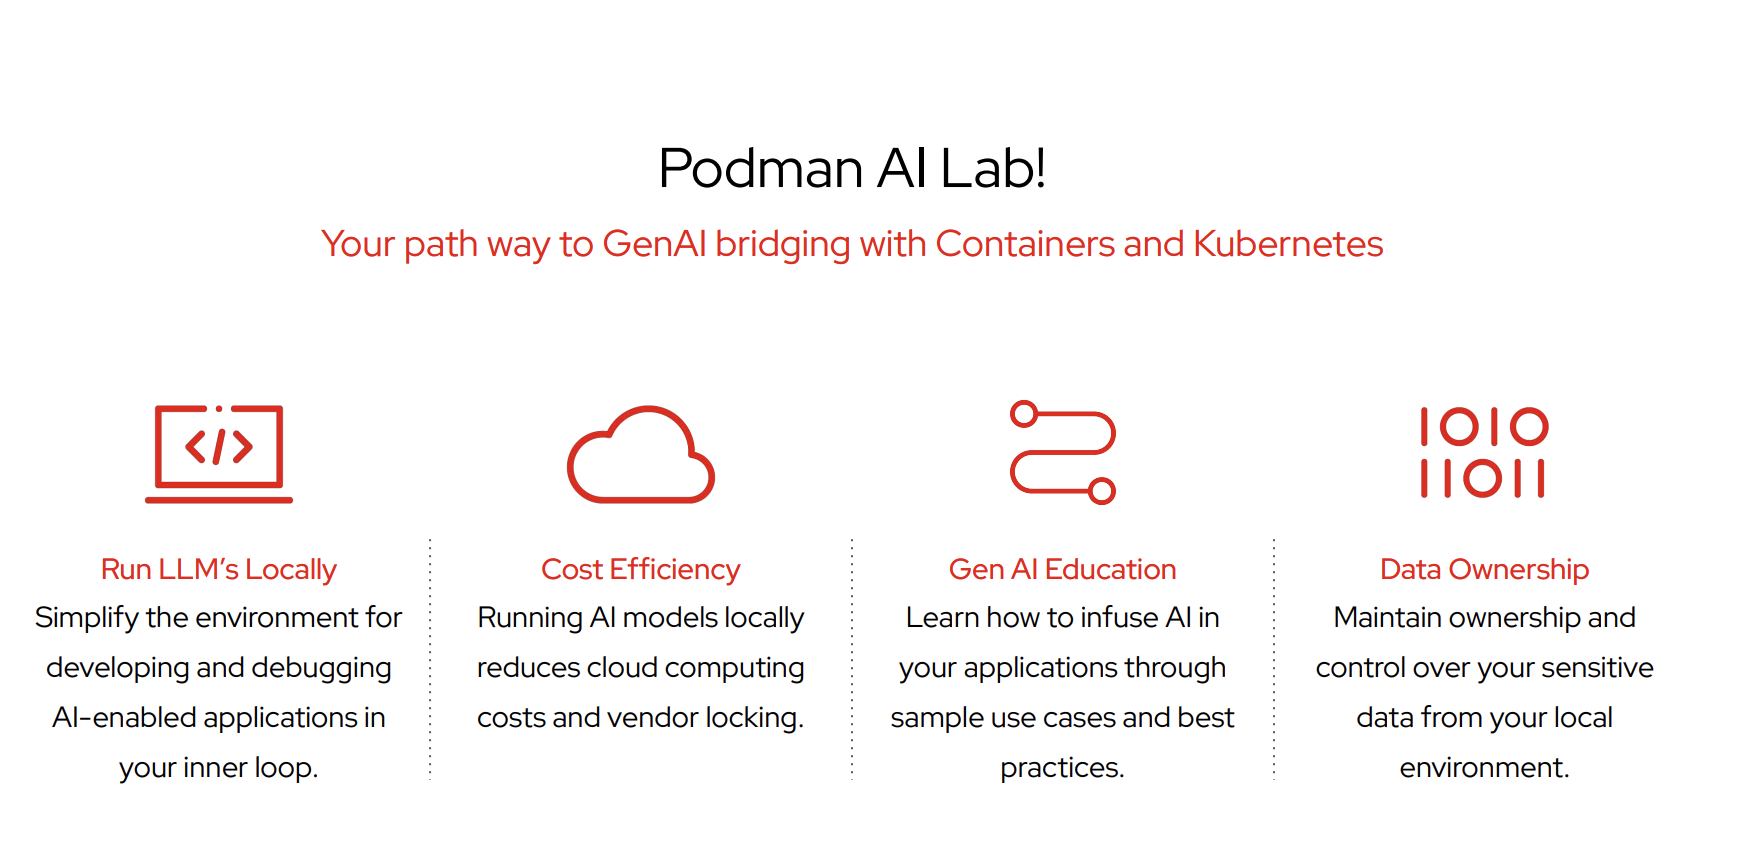 Podman AI Lab!
Your path way to GenAI bridging with Containers and Kubernetes
</>
1010
11011
Run LLM’s Locally
Simplify the environment for
developing and debugging
AI-enabled applications in
your inner loop.
Cost Efficiency
Running AI models locally
reduces cloud computing
costs and vendor locking.
Gen AI Education
Learn how to infuse AI in
your applications through
sample use cases and best
practices.
Data Ownership
Maintain ownership and
control over your sensitive
data from your local
environment.